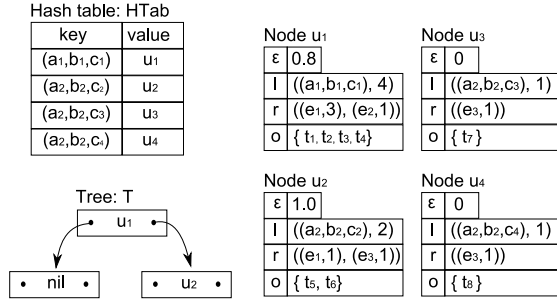 Hash table: HTab
key value
(a₁,b₁,c₁) u₁
(a₂,b₂,c₂) u₂
(a₂,b₂,c₃) u₃
(a₂,b₂,c₄) u₄
Tree: T
u₁
nil u₂
Node u₁
ε 0.8
l ((a₁,b₁,c₁), 4)
r ((e₁,3), (e₂,1))
o { t₁, t₂, t₃, t₄}
Node u₃
ε 0
l ((a₂,b₂,c₃), 1)
r ((e₃,1))
o { t₇}
Node u₂
ε 1.0
l ((a₂,b₂,c₂), 2)
r ((e₁,1), (e₃,1))
o { t₅, t₆}
Node u₄
ε 0
l ((a₂,b₂,c₄), 1)
r ((e₃,1))
o { t₈}